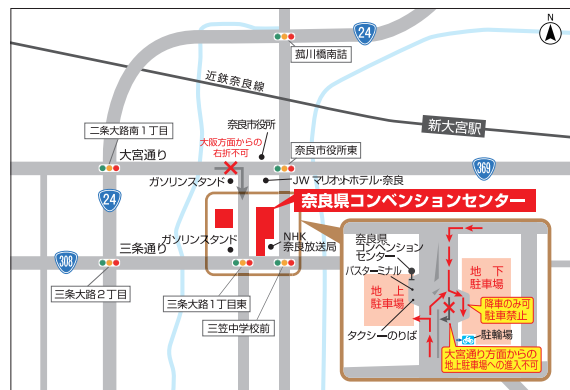 N
24
菰川橋南詰
近鉄奈良線
新大宮駅
二条大路南1丁目
奈良市役所
大阪方面からの
右折不可
奈良市役所東
大宮通り
369
ガソリンスタンド
JW マリオットホテル・奈良
24
奈良県コンベンションセンター
三条通り
308
ガソリンスタンド
NHK
奈良放送局
三条大路2丁目
三条大路1丁目東
三笠中学校前
奈良県
コンベンション
センター
バスターミナル
地上
駐車場
地下
駐車場
降車のみ可
駐車禁止
タクシーのりば
駐輪場
大宮通り方面からの
地上駐車場への進入不可